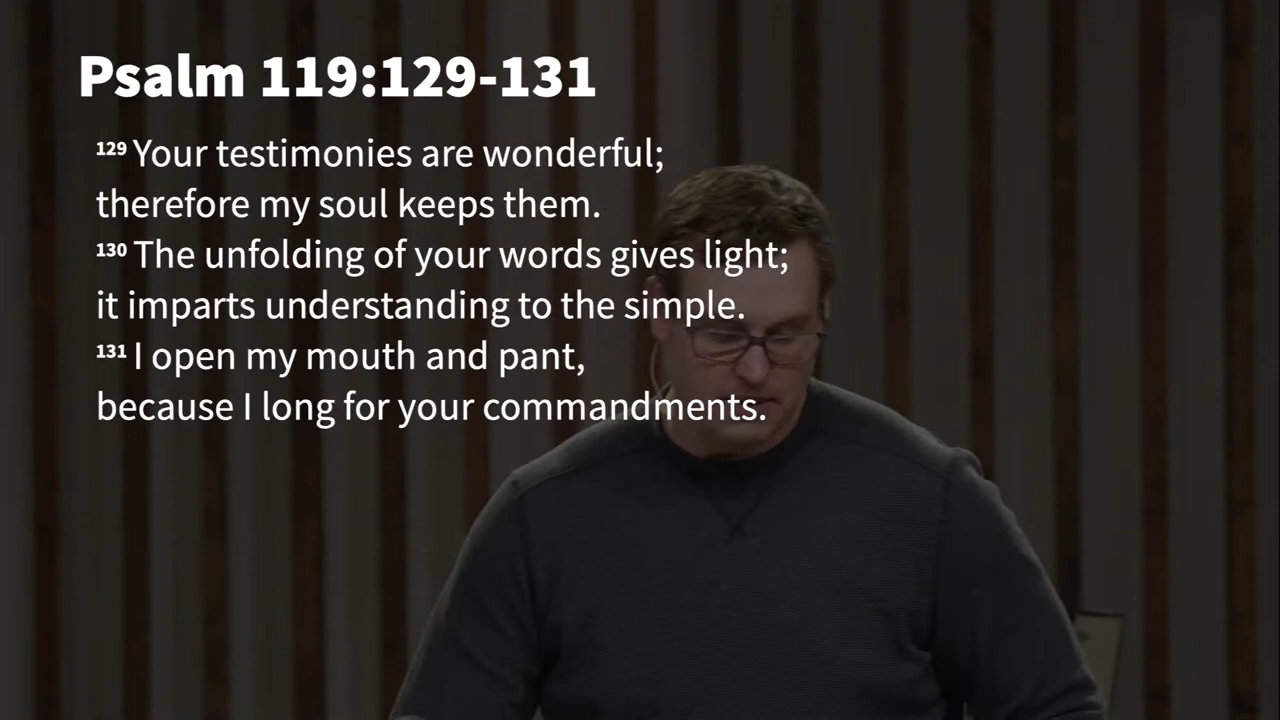 Psalm 119:129-131
129 Your testimonies are wonderful;
therefore my soul keeps them.
130 The unfolding of your words gives light;
it imparts understanding to the simple.
131 I open my mouth and pant,
because I long for your commandments.